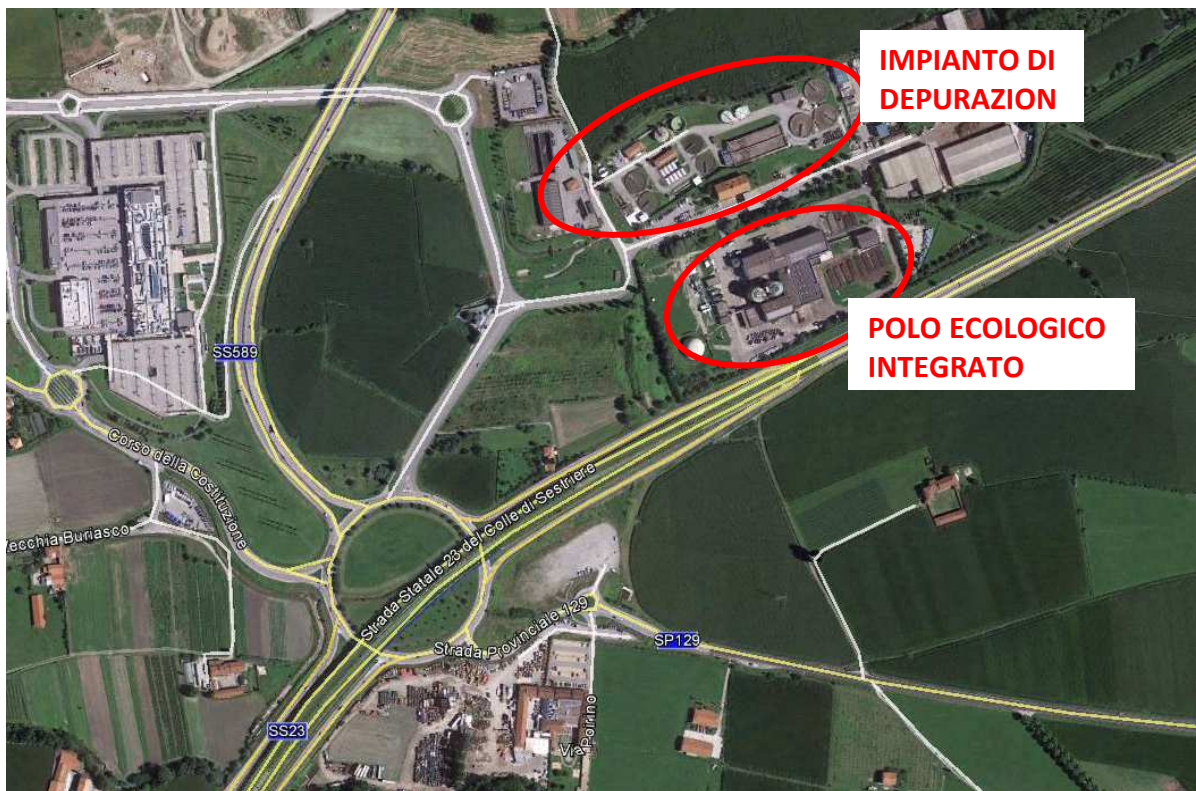 IMPIANTO DI
DEPURAZION
POLO ECOLOGICO
INTEGRATO
SS589
Corso della Costituzione
Vecchia Buriasco
Strada Statale 23 del Colle di Sestriere
Strada Provinciale 129
SP129
SS23
Via Poirino